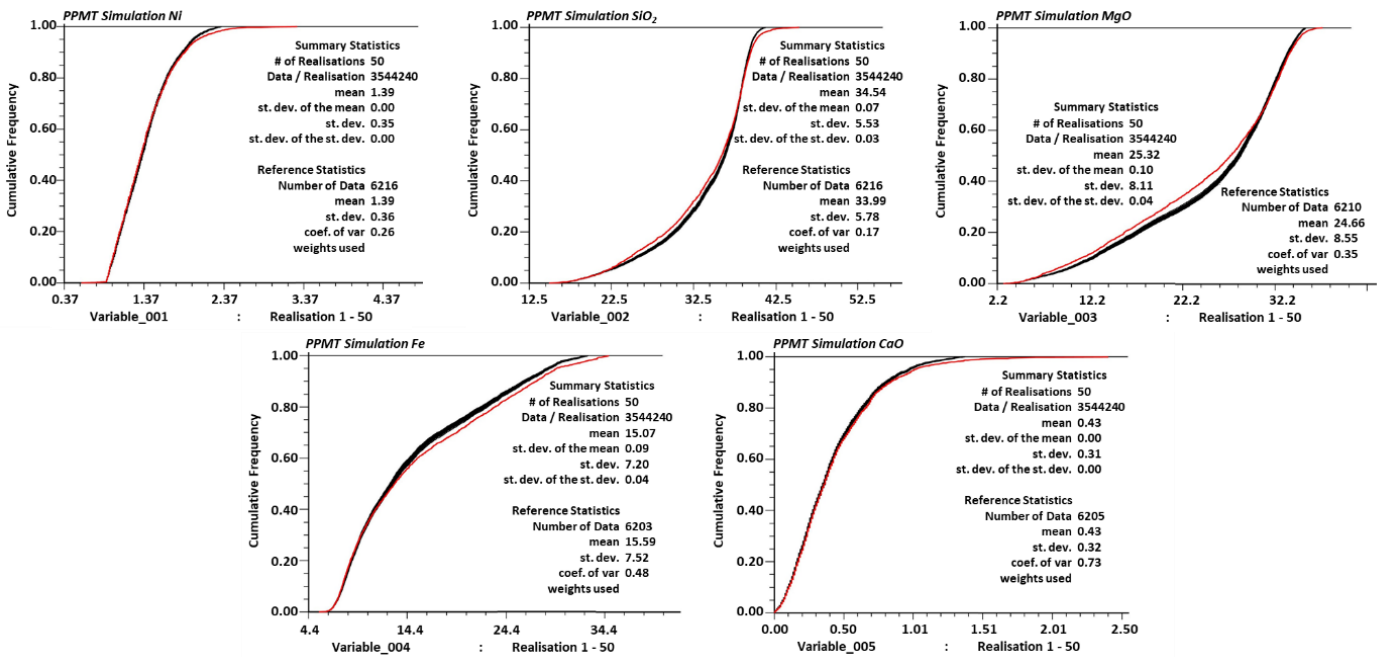 PPMT Simulation Ni
1.00
0.80
0.60
0.40
0.20
0.00
Cumulative Frequency
Summary Statistics
# of Realisations 50
Data / Realisation 3544240
mean 1.39
st. dev. of the mean 0.00
st. dev. 0.35
st. dev. of the st. dev. 0.00
Reference Statistics
Number of Data 6216
mean 1.39
st. dev. 0.36
coef. of var 0.26
weights used
0.37 1.37 2.37 3.37 4.37
Variable_001 : Realisation 1 - 50
PPMT Simulation SiO₂
1.00
0.80
0.60
0.40
0.20
0.00
Cumulative Frequency
Summary Statistics
# of Realisations 50
Data / Realisation 3544240
mean 34.54
st. dev. of the mean 0.07
st. dev. 5.53
st. dev. of the st. dev. 0.03
Reference Statistics
Number of Data 6216
mean 33.99
st. dev. 5.78
coef. of var 0.17
weights used
12.5 22.5 32.5 42.5 52.5
Variable_002 : Realisation 1 - 50
PPMT Simulation MgO
1.00
0.80
0.60
0.40
0.20
0.00
Cumulative Frequency
Summary Statistics
# of Realisations 50
Data / Realisation 3544240
mean 25.32
st. dev. of the mean 0.10
st. dev. 8.11
st. dev. of the st. dev. 0.04
Reference Statistics
Number of Data 6210
mean 24.66
st. dev. 8.55
coef. of var 0.35
weights used
2.2 12.2 22.2 32.2
Variable_003 : Realisation 1 - 50
PPMT Simulation Fe
1.00
0.80
0.60
0.40
0.20
0.00
Cumulative Frequency
Summary Statistics
# of Realisations 50
Data / Realisation 3544240
mean 15.07
st. dev. of the mean 0.09
st. dev. 7.20
st. dev. of the st. dev. 0.04
Reference Statistics
Number of Data 6203
mean 15.59
st. dev. 7.52
coef. of var 0.48
weights used
4.4 14.4 24.4 34.4
Variable_004 : Realisation 1 - 50
PPMT Simulation CaO
1.00
0.80
0.60
0.40
0.20
0.00
Cumulative Frequency
Summary Statistics
# of Realisations 50
Data / Realisation 3544240
mean 0.43
st. dev. of the mean 0.00
st. dev. 0.31
st. dev. of the st. dev. 0.00
Reference Statistics
Number of Data 6205
mean 0.43
st. dev. 0.32
coef. of var 0.73
weights used
0.00 0.50 1.01 1.51 2.01 2.50
Variable_005 : Realisation 1 - 50